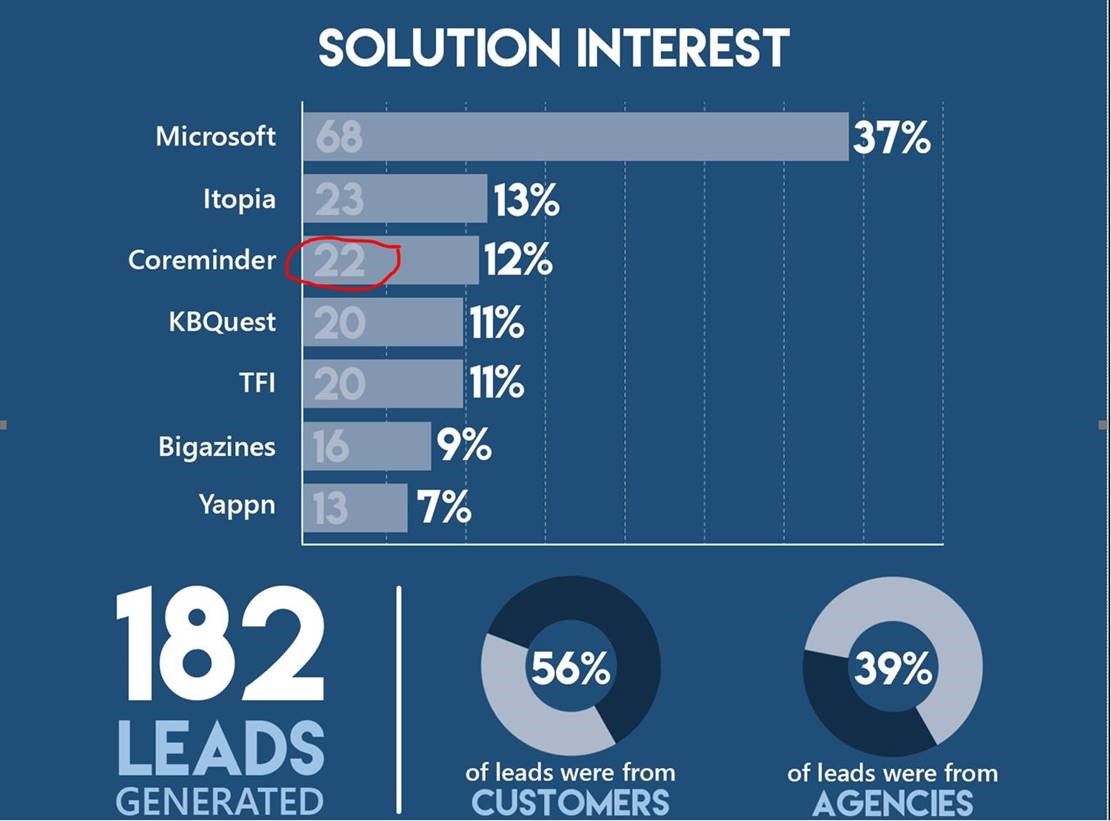 SOLUTION INTEREST
Microsoft 68 37%
Itopia 23 13%
Coreminder 22 12%
KBQuest 20 11%
TFI 20 11%
Bigazines 16 9%
Yappn 13 7%
182
LEADS
GENERATED
56%
of leads were from
CUSTOMERS
39%
of leads were from
AGENCIES